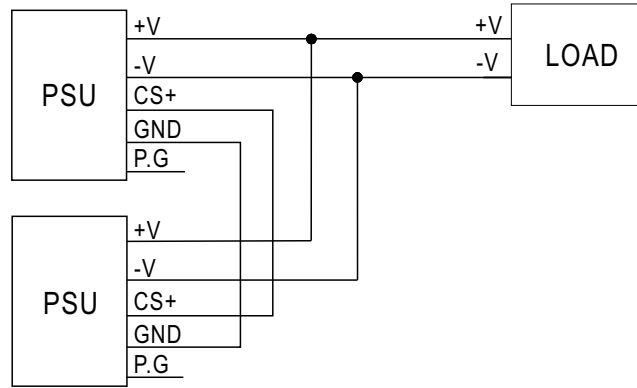 +V
+V
-V
-V
LOAD
PSU
CS+
GND
P.G
+V
-V
PSU
CS+
GND
P.G